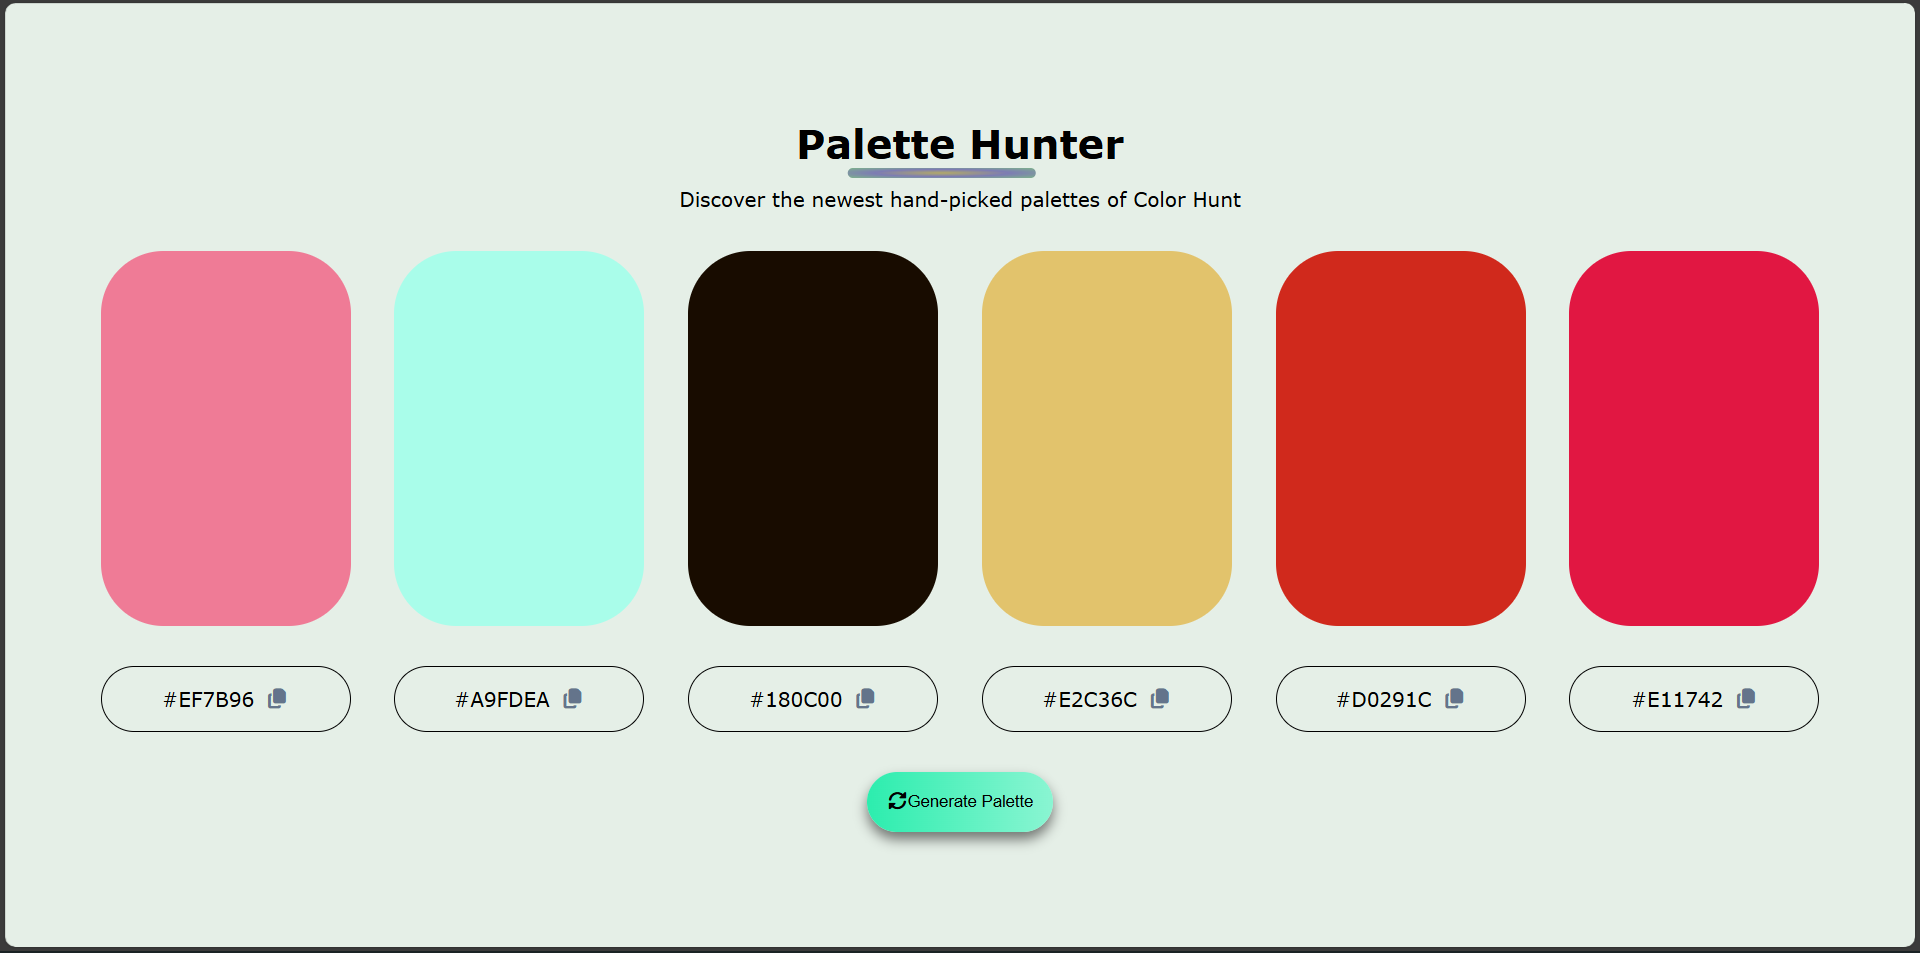 Palette Hunter
Discover the newest hand-picked palettes of Color Hunt
#EF7B96
#A9FDEA
#180C00
#E2C36C
#D0291C
#E11742
Generate Palette